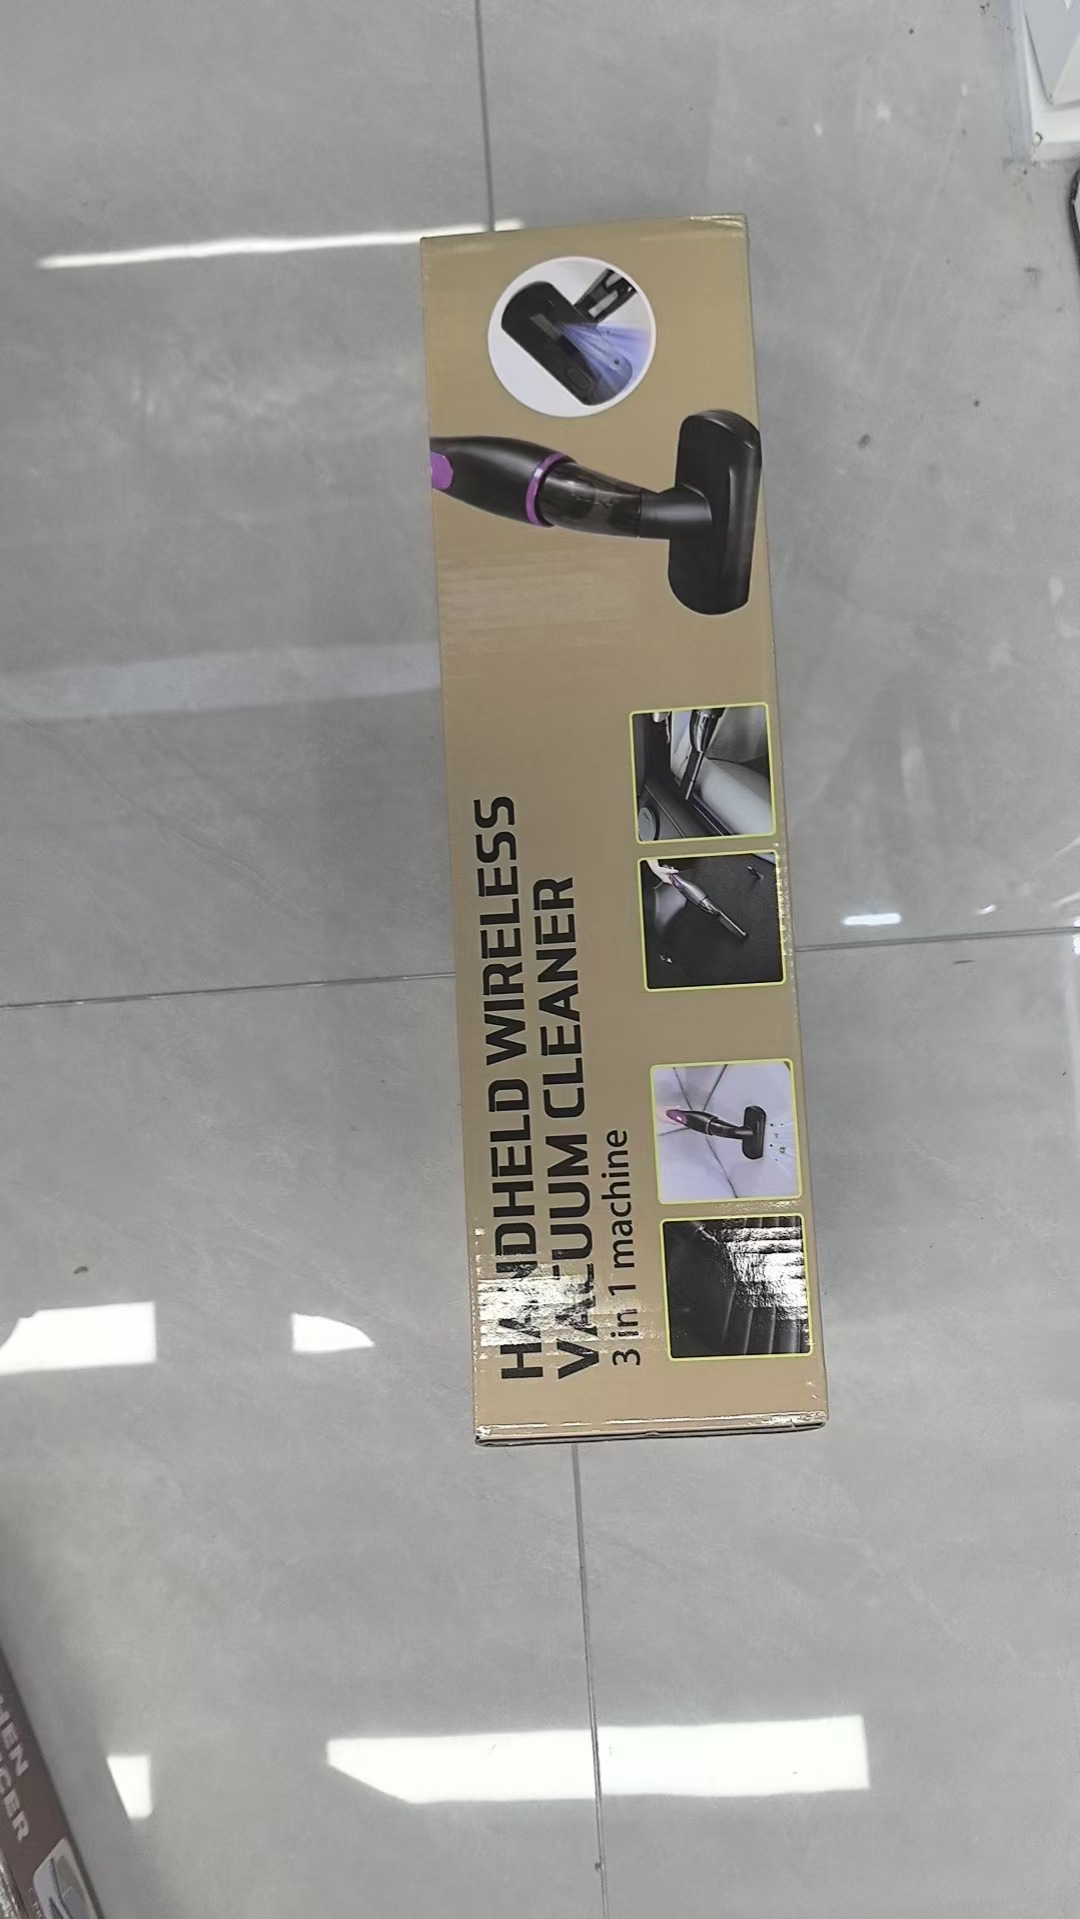 HANDHELD WIRELESS
VACUUM CLEANER
3 in 1 machine